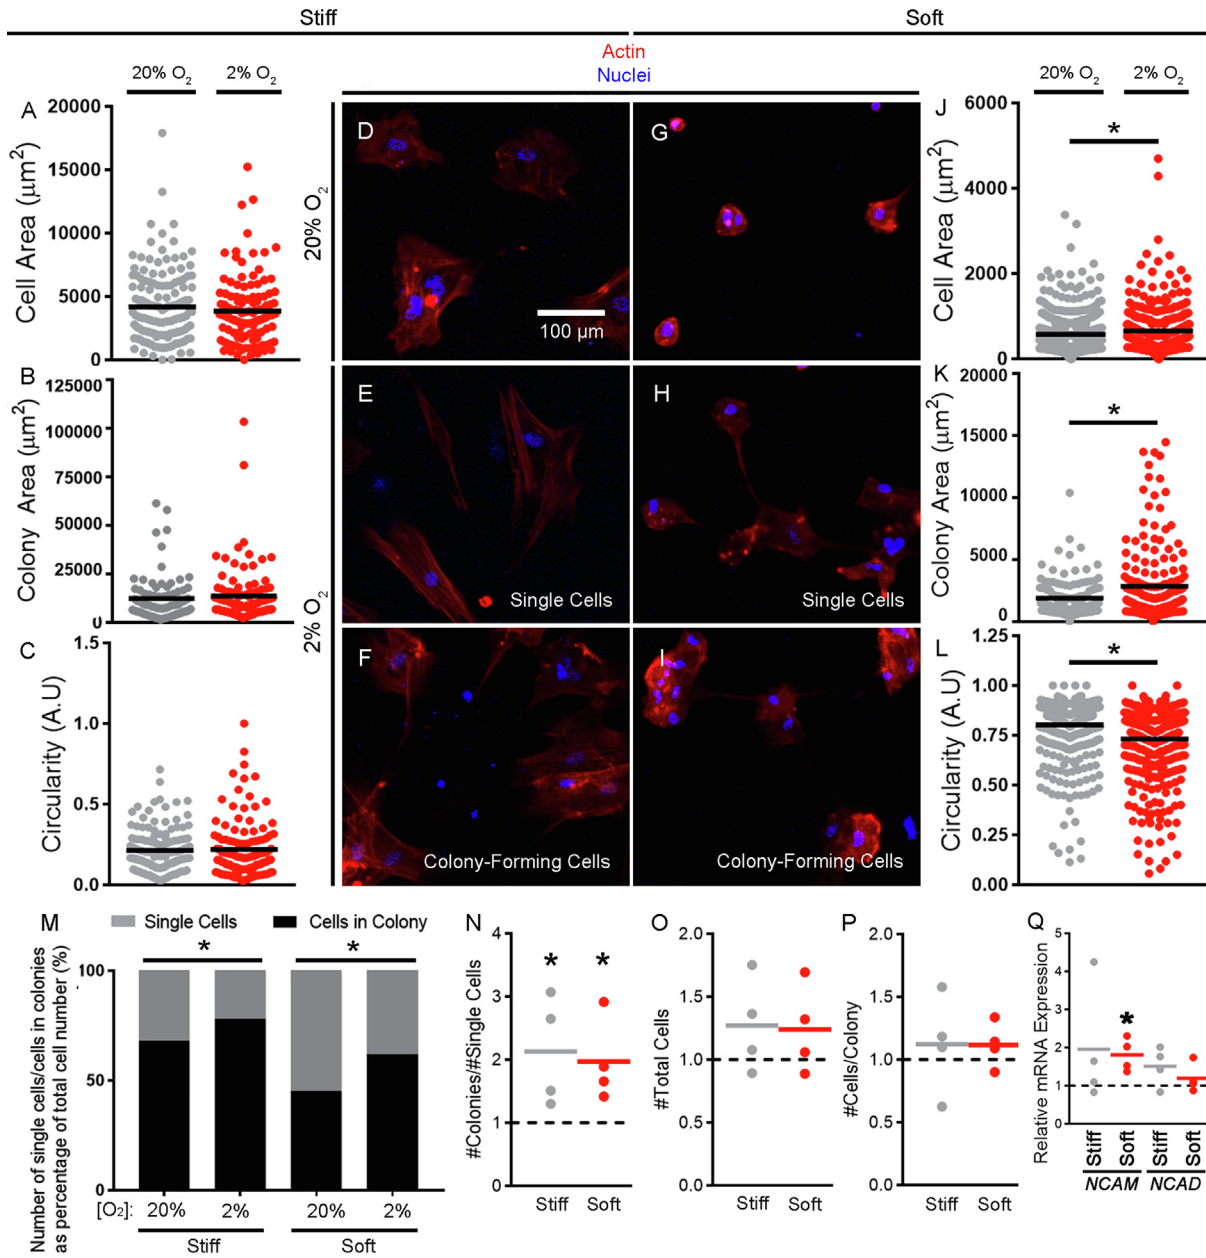 Stiff
Soft
Actin
Nuclei
20% O2
2% O2
20% O2
2% O2
A
20000
15000
10000
5000
0
Cell Area (μm2)
B
125000
100000
75000
50000
25000
0
Colony Area (μm2)
C
1.5
1.0
0.5
0.0
Circularity (A.U)
20% O2
2% O2
D
100 μm
G
E
Single Cells
H
Single Cells
F
Colony-Forming Cells
I
Colony-Forming Cells
J
6000
4000
2000
0
Cell Area (μm2)
*
K
20000
15000
10000
5000
0
Colony Area (μm2)
*
L
1.25
1.00
0.75
0.50
0.25
0.00
Circularity (A.U)
*
M
Single Cells
Cells in Colony
Number of single cells/cells in colonies
as percentage of total cell number (%)
100
50
0
*
*
[O2]:
20%
2%
20%
2%
Stiff
Soft
N
#Colonies/#Single Cells
4
3
2
1
0
*
*
Stiff
Soft
O
#Total Cells
2.0
1.5
1.0
0.5
0.0
Stiff
Soft
P
#Cells/Colony
2.0
1.5
1.0
0.5
0.0
Stiff
Soft
Q
Relative mRNA Expression
5
4
3
2
1
0
*
Stiff
Soft
Stiff
Soft
NCAM
NCAD